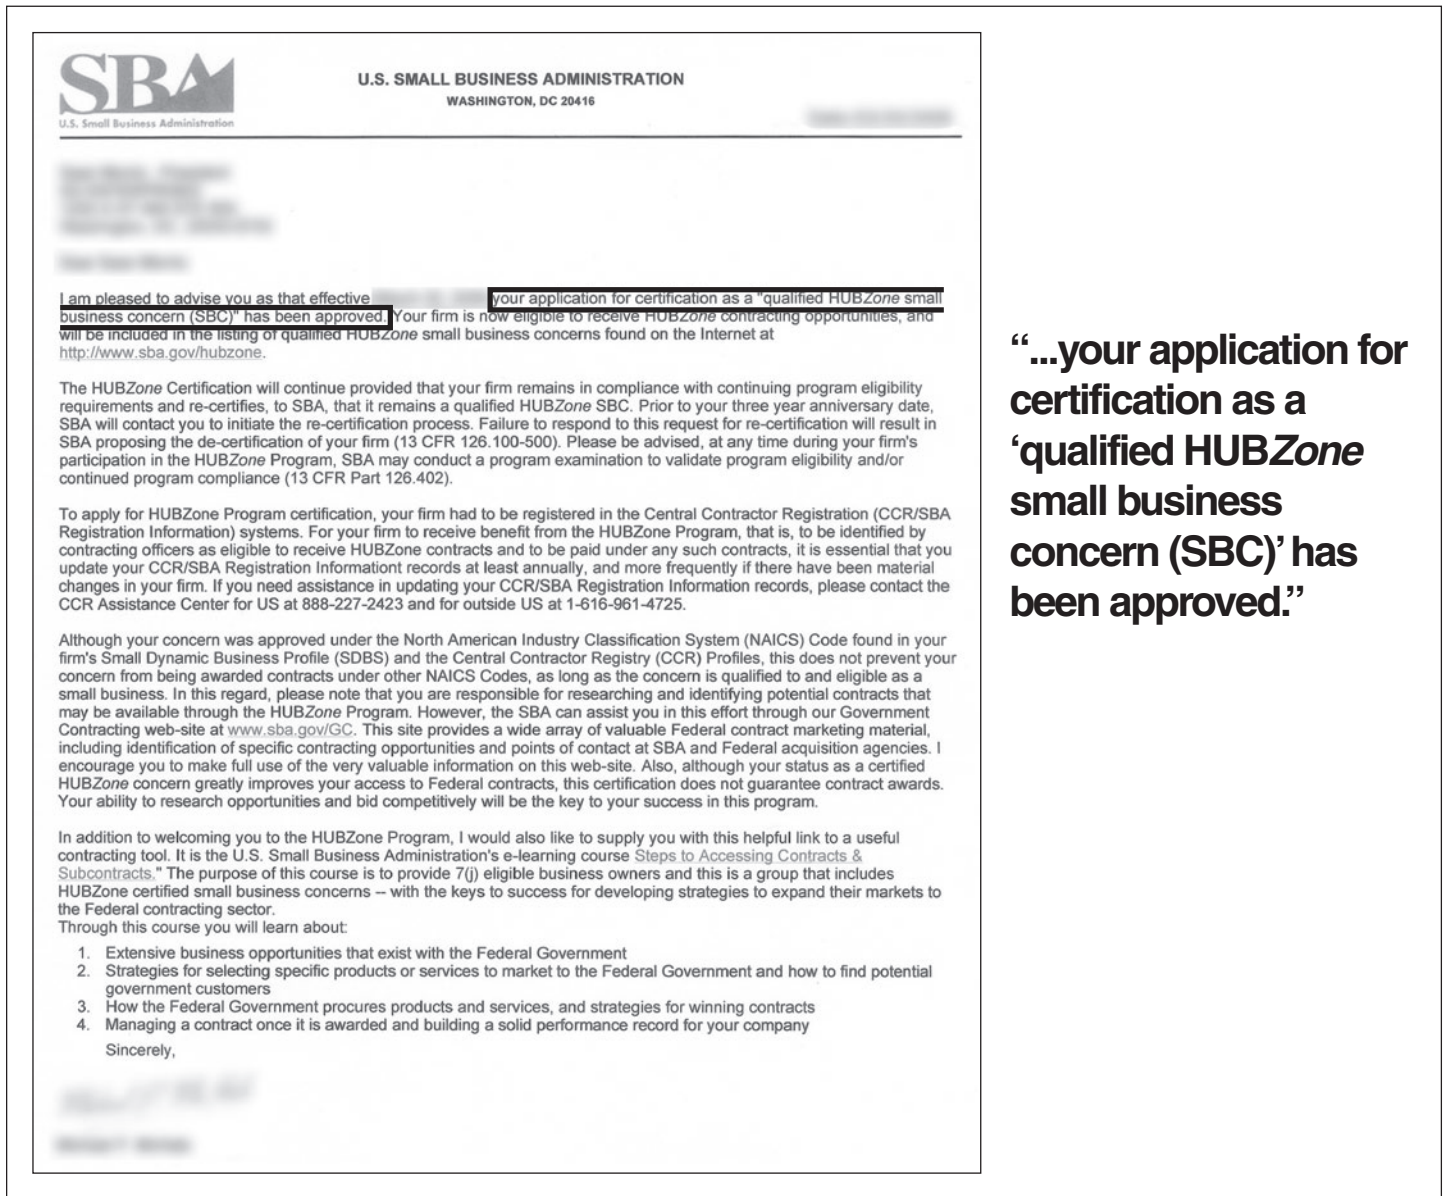 SBA
U.S. Small Business Administration
U.S. SMALL BUSINESS ADMINISTRATION
WASHINGTON, DC 20416
I am pleased to advise you as that effective your application for certification as a "qualified HUBZone small
business concern (SBC)" has been approved. Your firm is now eligible to receive HUBZone contracting opportunities, and
will be included in the listing of qualified HUBZone small business concerns found on the Internet at
http://www.sba.gov/hubzone.
The HUBZone Certification will continue provided that your firm remains in compliance with continuing program eligibility
requirements and re-certifies, to SBA, that it remains a qualified HUBZone SBC. Prior to your three year anniversary date,
SBA will contact you to initiate the re-certification process. Failure to respond to this request for re-certification will result in
SBA proposing the de-certification of your firm (13 CFR 126.100-500). Please be advised, at any time during your firm's
participation in the HUBZone Program, SBA may conduct a program examination to validate program eligibility and/or
continued program compliance (13 CFR Part 126.402).
To apply for HUBZone Program certification, your firm had to be registered in the Central Contractor Registration (CCR/SBA
Registration Information) systems. For your firm to receive benefit from the HUBZone Program, that is, to be identified by
contracting officers as eligible to receive HUBZone contracts and to be paid under any such contracts, it is essential that you
update your CCR/SBA Registration Informationt records at least annually, and more frequently if there have been material
changes in your firm. If you need assistance in updating your CCR/SBA Registration Information records, please contact the
CCR Assistance Center for US at 888-227-2423 and for outside US at 1-616-961-4725.
Although your concern was approved under the North American Industry Classification System (NAICS) Code found in your
firm's Small Dynamic Business Profile (SDBS) and the Central Contractor Registry (CCR) Profiles, this does not prevent your
concern from being awarded contracts under other NAICS Codes, as long as the concern is qualified to and eligible as a
small business. In this regard, please note that you are responsible for researching and identifying potential contracts that
may be available through the HUBZone Program. However, the SBA can assist you in this effort through our Government
Contracting web-site at www.sba.gov/GC. This site provides a wide array of valuable Federal contract marketing material,
including identification of specific contracting opportunities and points of contact at SBA and Federal acquisition agencies. I
encourage you to make full use of the very valuable information on this web-site. Also, although your status as a certified
HUBZone concern greatly improves your access to Federal contracts, this certification does not guarantee contract awards.
Your ability to research opportunities and bid competitively will be the key to your success in this program.
In addition to welcoming you to the HUBZone Program, I would also like to supply you with this helpful link to a useful
contracting tool. It is the U.S. Small Business Administration's e-learning course Steps to Accessing Contracts &
Subcontracts." The purpose of this course is to provide 7(j) eligible business owners and this is a group that includes
HUBZone certified small business concerns -- with the keys to success for developing strategies to expand their markets to
the Federal contracting sector.
Through this course you will learn about:
1. Extensive business opportunities that exist with the Federal Government
2. Strategies for selecting specific products or services to market to the Federal Government and how to find potential
government customers
3. How the Federal Government procures products and services, and strategies for winning contracts
4. Managing a contract once it is awarded and building a solid performance record for your company
Sincerely,
“...your application for
certification as a
‘qualified HUBZone
small business
concern (SBC)’ has
been approved.”